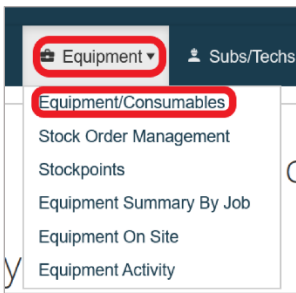 Equipment ▾ Subs/Techs
Equipment/Consumables
Stock Order Management
Stockpoints
Equipment Summary By Job
Equipment On Site
Equipment Activity